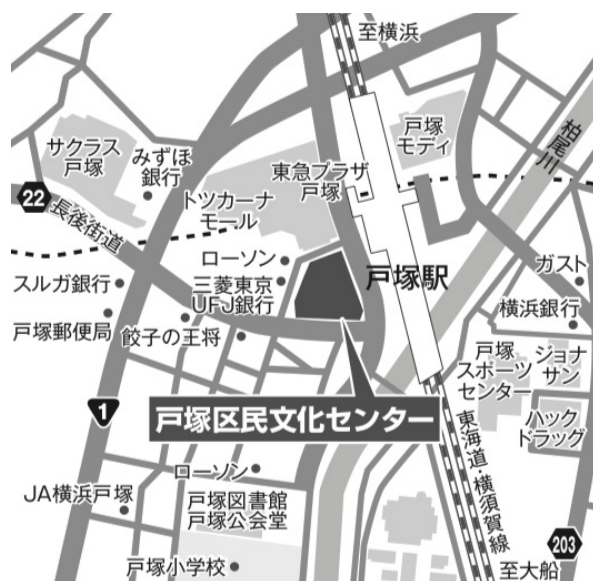 至横浜
サクラス
戸塚
みずほ
銀行
東急プラザ
戸塚
戸塚
モディ
柏尾川
22
長後街道
トツカーナ
モール
ローソン
三菱東京
UFJ銀行
戸塚駅
ガスト
スルガ銀行
戸塚郵便局
餃子の王将
横浜銀行
戸塚
スポーツ
センター
ジョナ
サン
1
戸塚区民文化センター
ハック
ドラッグ
東海道・横須賀線
ローソン
JA横浜戸塚
戸塚図書館
戸塚公会堂
戸塚小学校
203
至大船